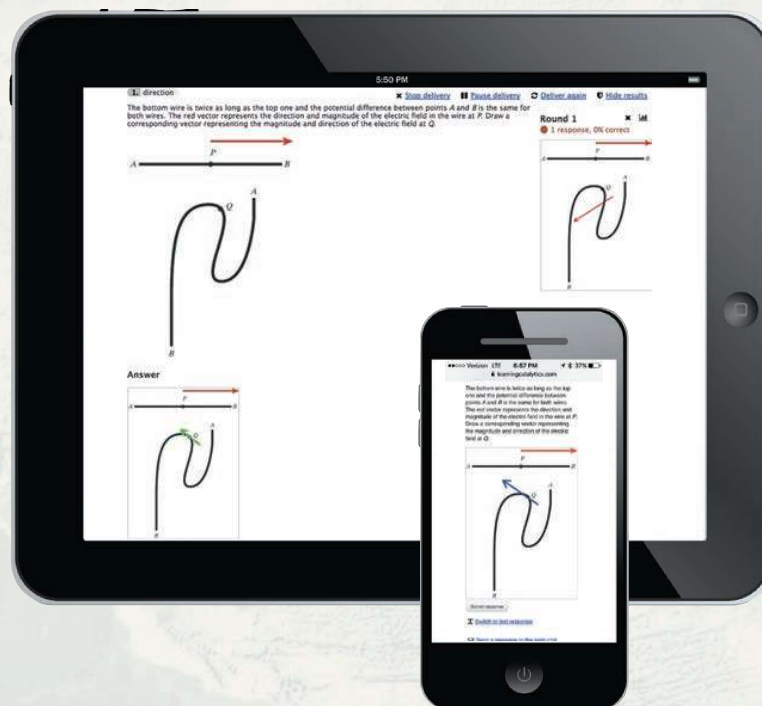 5:50 PM
1. direction
✖ Stop delivery ▮▮ Pause delivery Deliver again Hide results
The bottom wire is twice as long as the top one and the potential difference between points A and B is the same for
both wires. The red vector represents the direction and magnitude of the electric field in the wire at P. Draw a
corresponding vector representing the magnitude and direction of the electric field at Q.
P
A B
A
Q
B
Round 1
1 response, 0% correct
P
A B
A
Q
B
Answer
P
A B
A
Q
B
Verizon LTE 6:57 PM 37%
learningcatalytics.com
The bottom wire is twice as long as the top
one and the potential difference between
points A and B is the same for both wires.
The red vector represents the direction and
magnitude of the electric field in the wire at P.
Draw a corresponding vector representing
the magnitude and direction of the electric
field at Q.
P
A B
A
Q
B
Submit response
Switch to text response